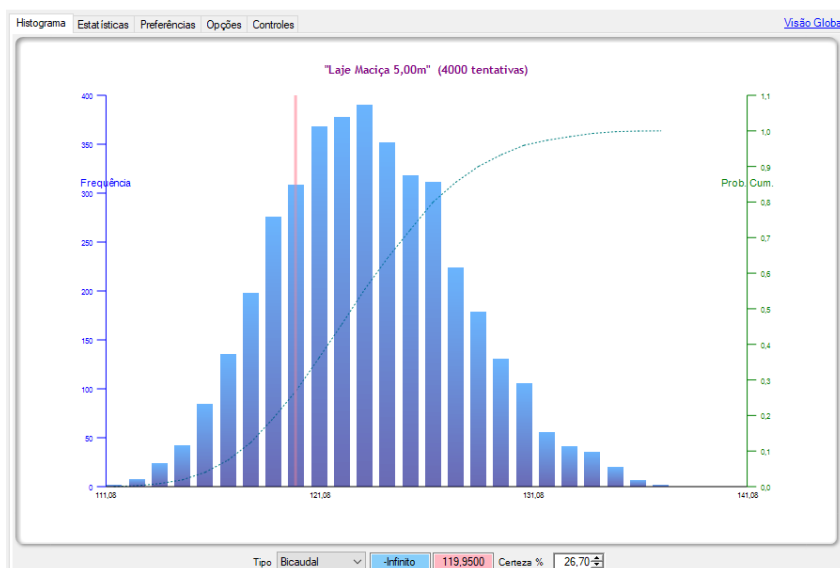 Histograma Estatísticas Preferências Opções Controles Visão Globa
"Laje Maciça 5,00m" (4000 tentativas)
400 1,1
350 1,0
0,9
Frequência Prob. Cum.
300 0,8
250 0,7
0,6
200
0,5
150 0,4
100 0,3
0,2
50 0,1
0 0,0
111,08 121,08 131,08 141,08
Tipo Bicaudal -Infinito 119,9500 Certeza % 26,70